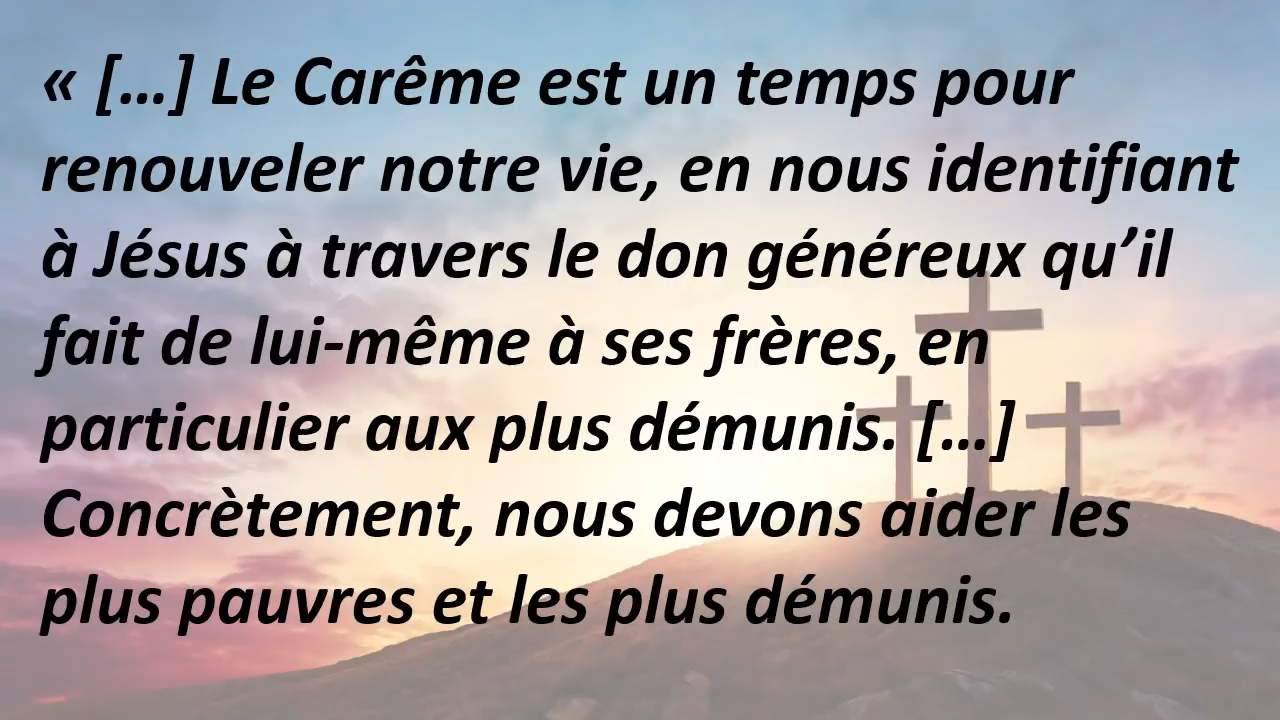 « […] Le Carême est un temps pour
renouveler notre vie, en nous identifiant
à Jésus à travers le don généreux qu’il
fait de lui-même à ses frères, en
particulier aux plus démunis. […]
Concrètement, nous devons aider les
plus pauvres et les plus démunis.